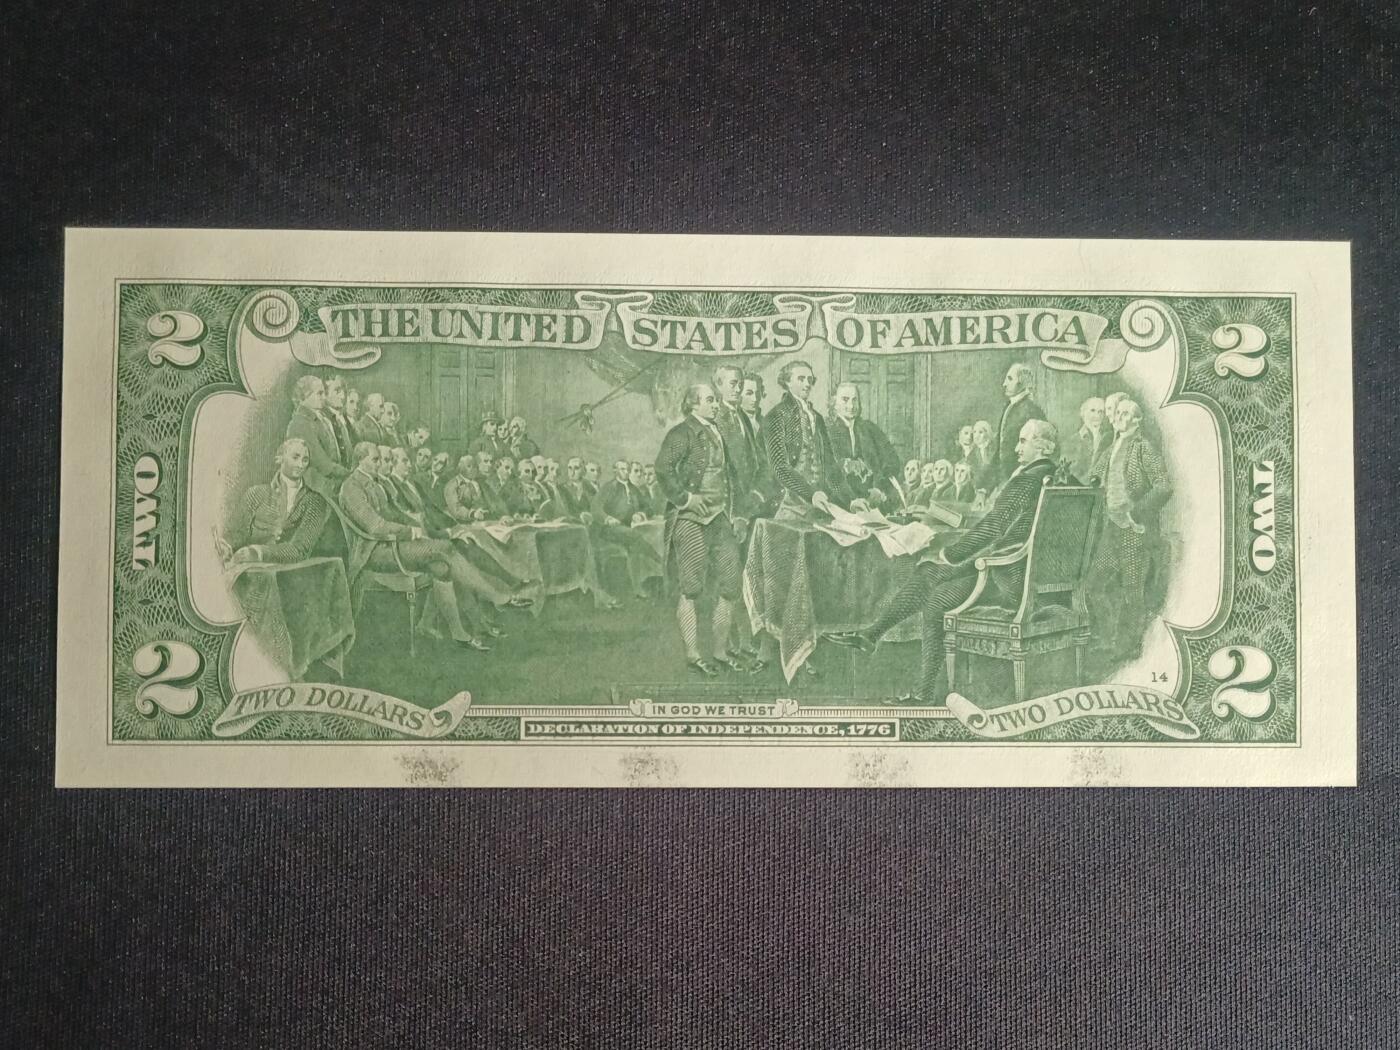 THE UNITED STATES OF AMERICA
2
2
TWO
TWO
14
2
2
TWO DOLLARS
TWO DOLLARS
IN GOD WE TRUST
DECLARATION OF INDEPENDENCE, 1776